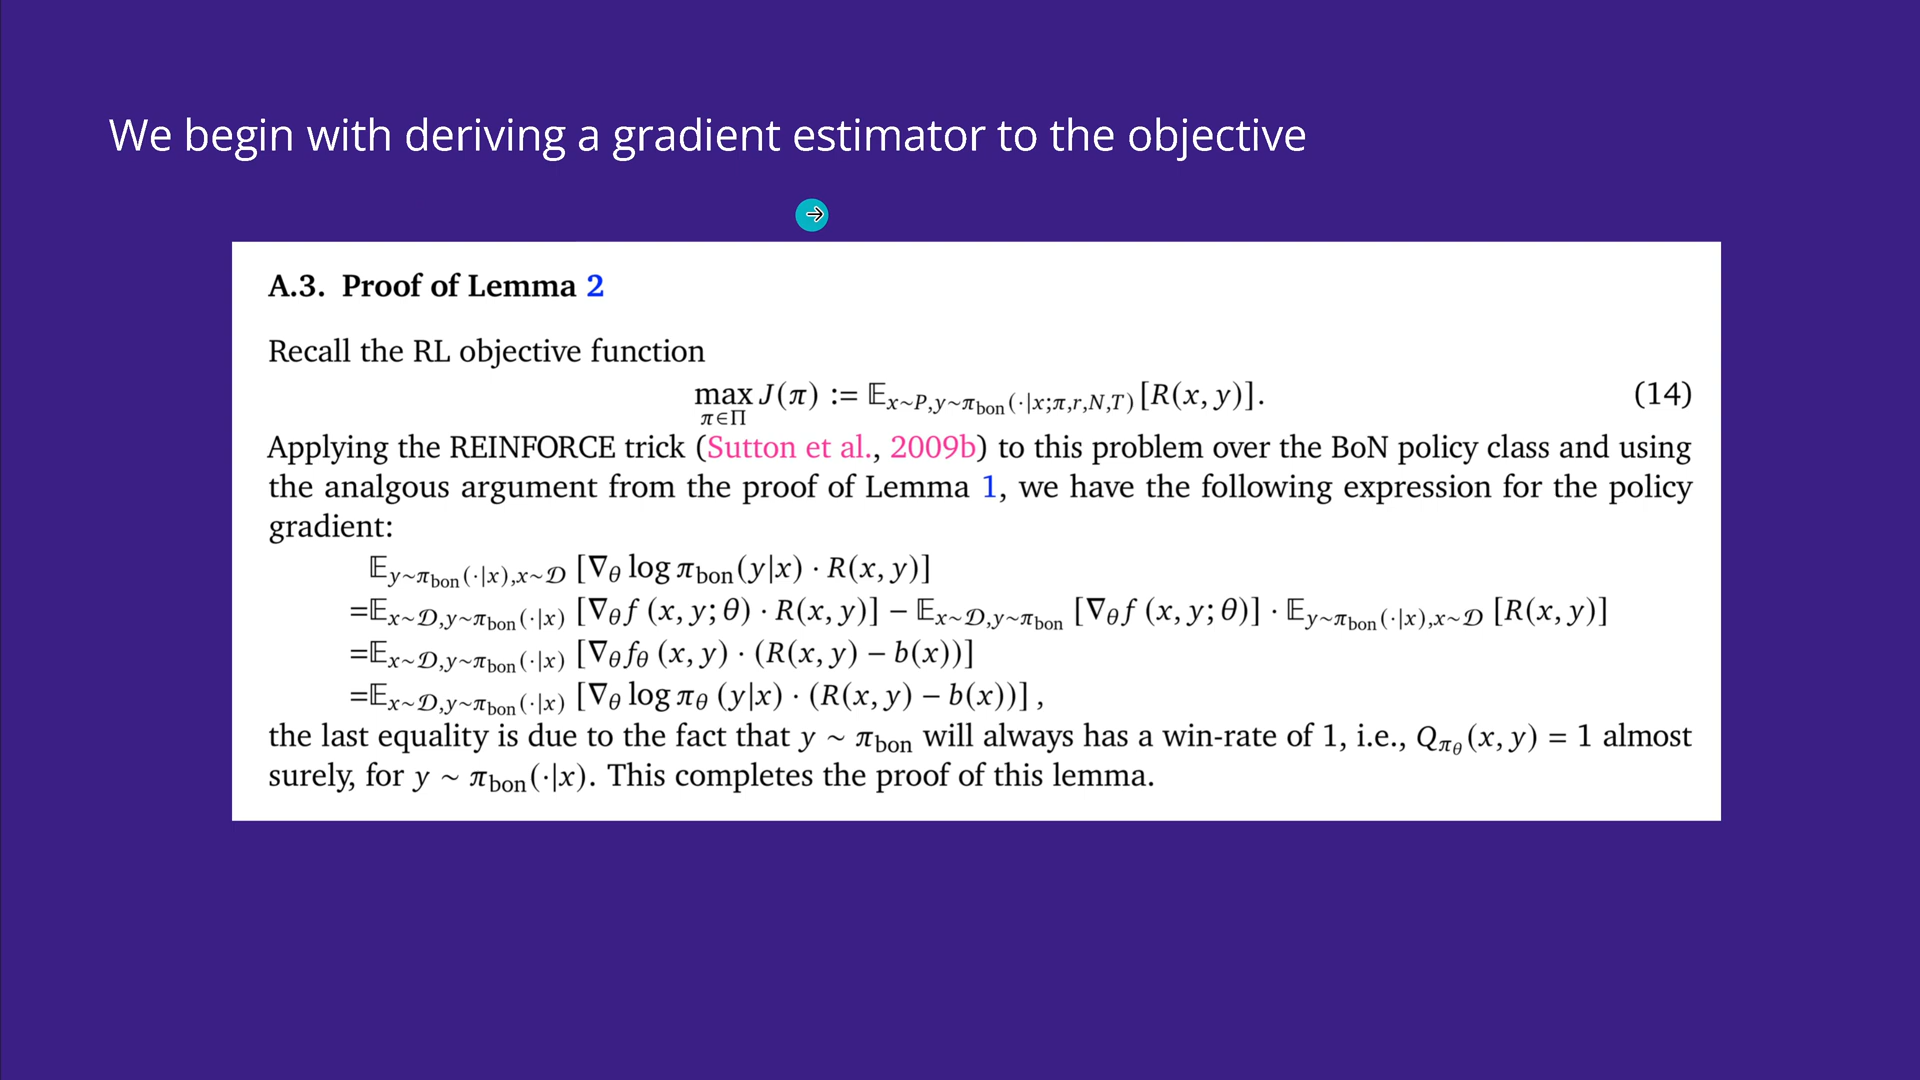 We begin with deriving a gradient estimator to the objective
A.3. Proof of Lemma 2
Recall the RL objective function
max_{π∈Π} J(π) := 𝔼_{x∼P,y∼π_bon(·|x;π,r,N,T)} [R(x, y)]. (14)
Applying the REINFORCE trick (Sutton et al., 2009b) to this problem over the BoN policy class and using
the analgous argument from the proof of Lemma 1, we have the following expression for the policy
gradient:
𝔼_{y∼π_bon(·|x),x∼𝒟} [∇_θ log π_bon(y|x) · R(x, y)]
=𝔼_{x∼𝒟,y∼π_bon(·|x)} [∇_θ f (x, y; θ) · R(x, y)] − 𝔼_{x∼𝒟,y∼π_bon} [∇_θ f (x, y; θ)] · 𝔼_{y∼π_bon(·|x),x∼𝒟} [R(x, y)]
=𝔼_{x∼𝒟,y∼π_bon(·|x)} [∇_θ f_θ (x, y) · (R(x, y) − b(x))]
=𝔼_{x∼𝒟,y∼π_bon(·|x)} [∇_θ log π_θ (y|x) · (R(x, y) − b(x))] ,
the last equality is due to the fact that y ∼ π_bon will always has a win-rate of 1, i.e., Q_{π_θ}(x, y) = 1 almost
surely, for y ∼ π_bon(·|x). This completes the proof of this lemma.